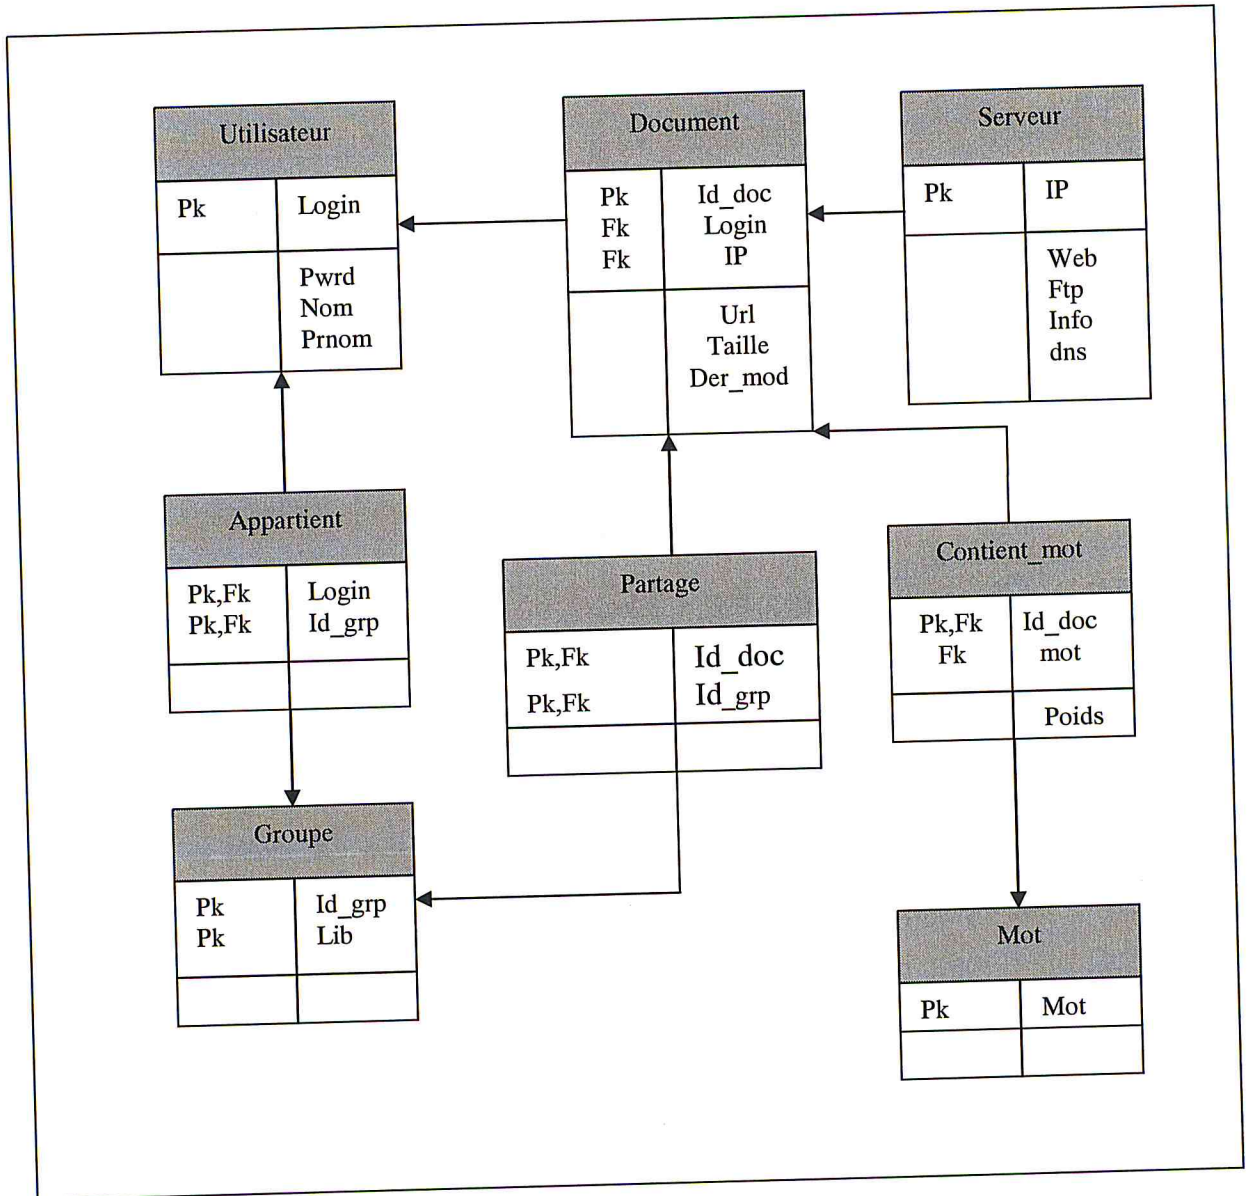 Utilisateur
Pk Login
Pwrd
Nom
Prnom
Document
Pk Id_doc
Fk Login
Fk IP
Url
Taille
Der_mod
Serveur
Pk IP
Web
Ftp
Info
dns
Appartient
Pk,Fk Login
Pk,Fk Id_grp
Partage
Pk,Fk Id_doc
Pk,Fk Id_grp
Contient_mot
Pk,Fk Id_doc
Fk mot
Poids
Groupe
Pk Id_grp
Pk Lib
Mot
Pk Mot